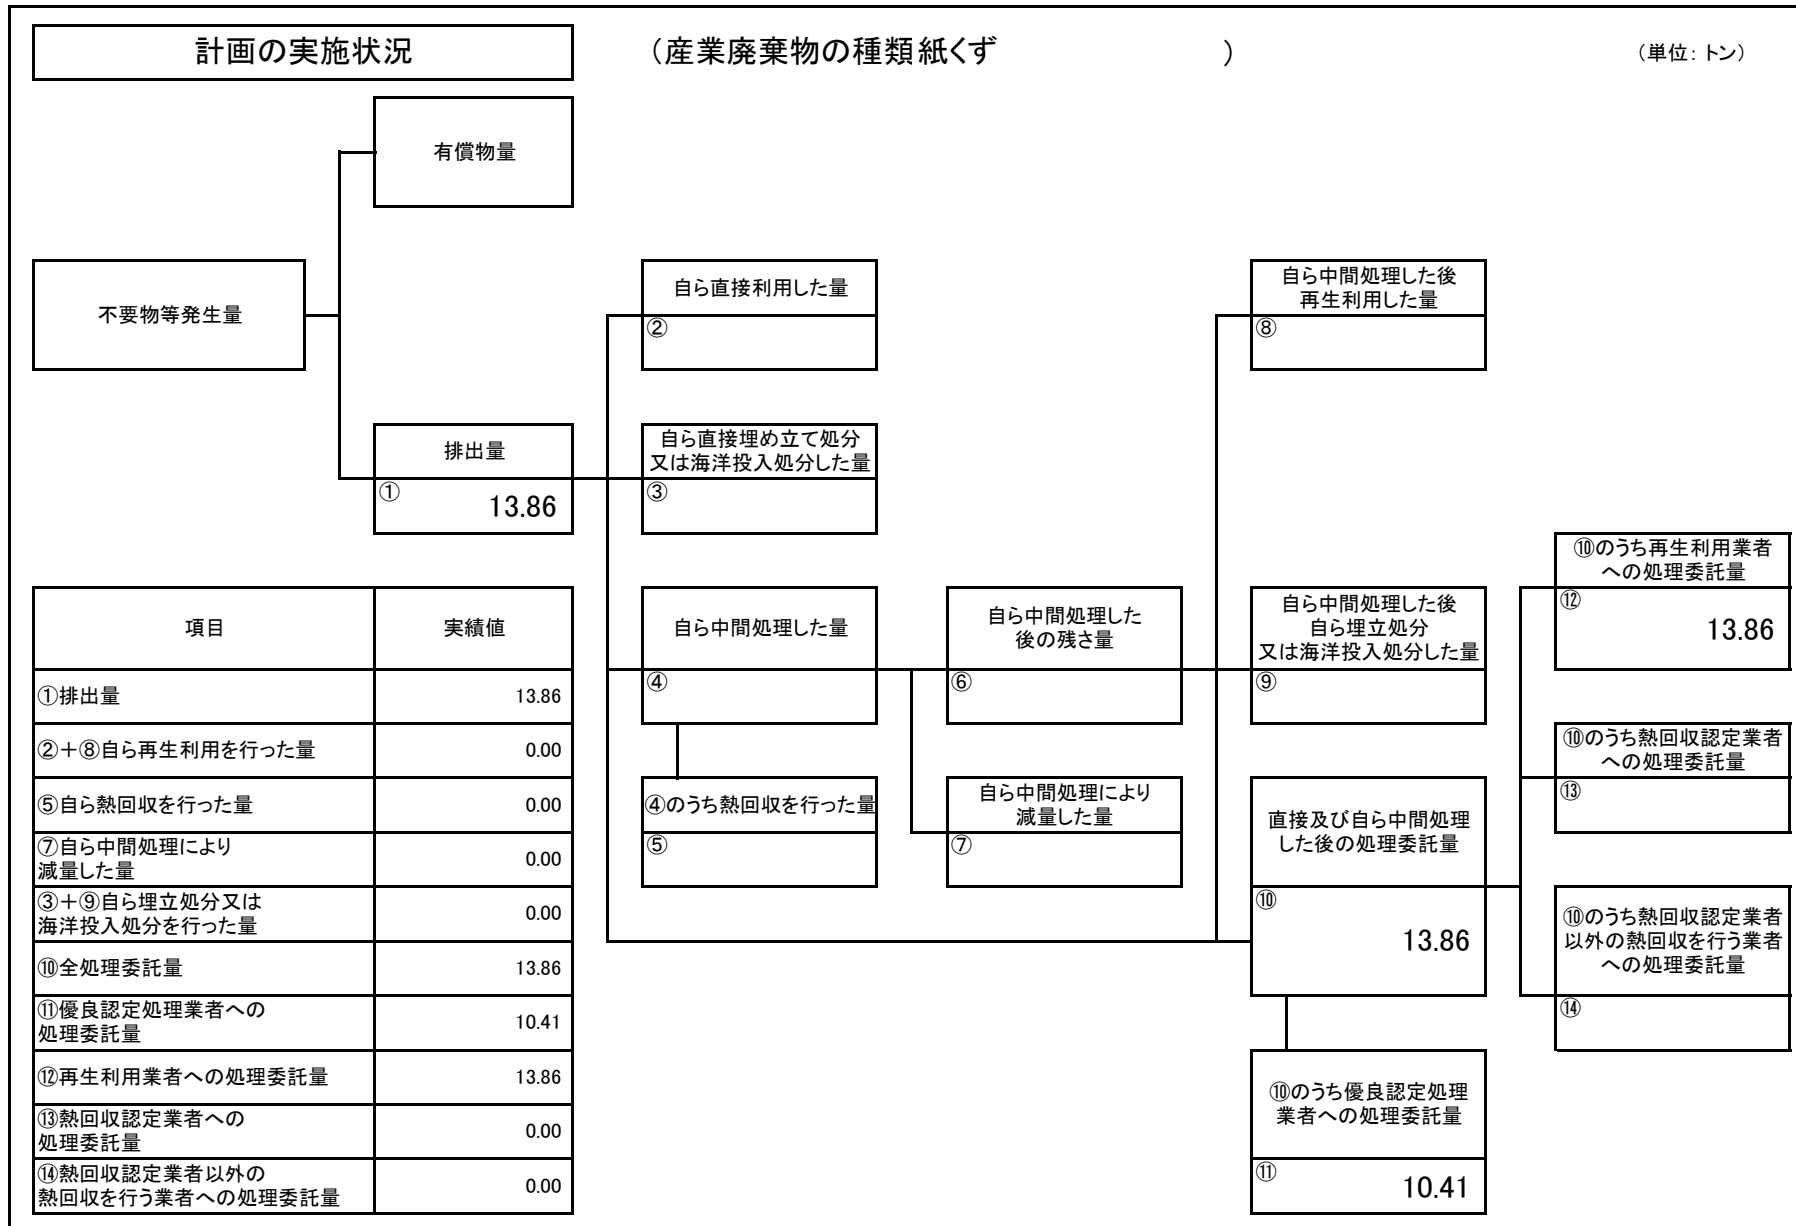 計画の実施状況
（産業廃棄物の種類紙くず　　　　　　　　）
（単位：トン）
有償物量
不要物等発生量
自ら直接利用した量
②
自ら中間処理した後
再生利用した量
⑧
排出量
①
13.86
自ら直接埋め立て処分
又は海洋投入処分した量
③
⑩のうち再生利用業者
への処理委託量
⑫
13.86
自ら中間処理した量
④
自ら中間処理した
後の残さ量
⑥
自ら中間処理した後
自ら埋立処分
又は海洋投入処分した量
⑨
⑩のうち熱回収認定業者
への処理委託量
⑬
④のうち熱回収を行った量
⑤
自ら中間処理により
減量した量
⑦
直接及び自ら中間処理
した後の処理委託量
⑩
13.86
⑩のうち熱回収認定業者
以外の熱回収を行う業者
への処理委託量
⑭
⑩のうち優良認定処理
業者への処理委託量
⑪
10.41
項目 実績値
①排出量 13.86
②＋⑧自ら再生利用を行った量 0.00
⑤自ら熱回収を行った量 0.00
⑦自ら中間処理により
減量した量 0.00
③＋⑨自ら埋立処分又は
海洋投入処分を行った量 0.00
⑩全処理委託量 13.86
⑪優良認定処理業者への
処理委託量 10.41
⑫再生利用業者への処理委託量 13.86
⑬熱回収認定業者への
処理委託量 0.00
⑭熱回収認定業者以外の
熱回収を行う業者への処理委託量 0.00